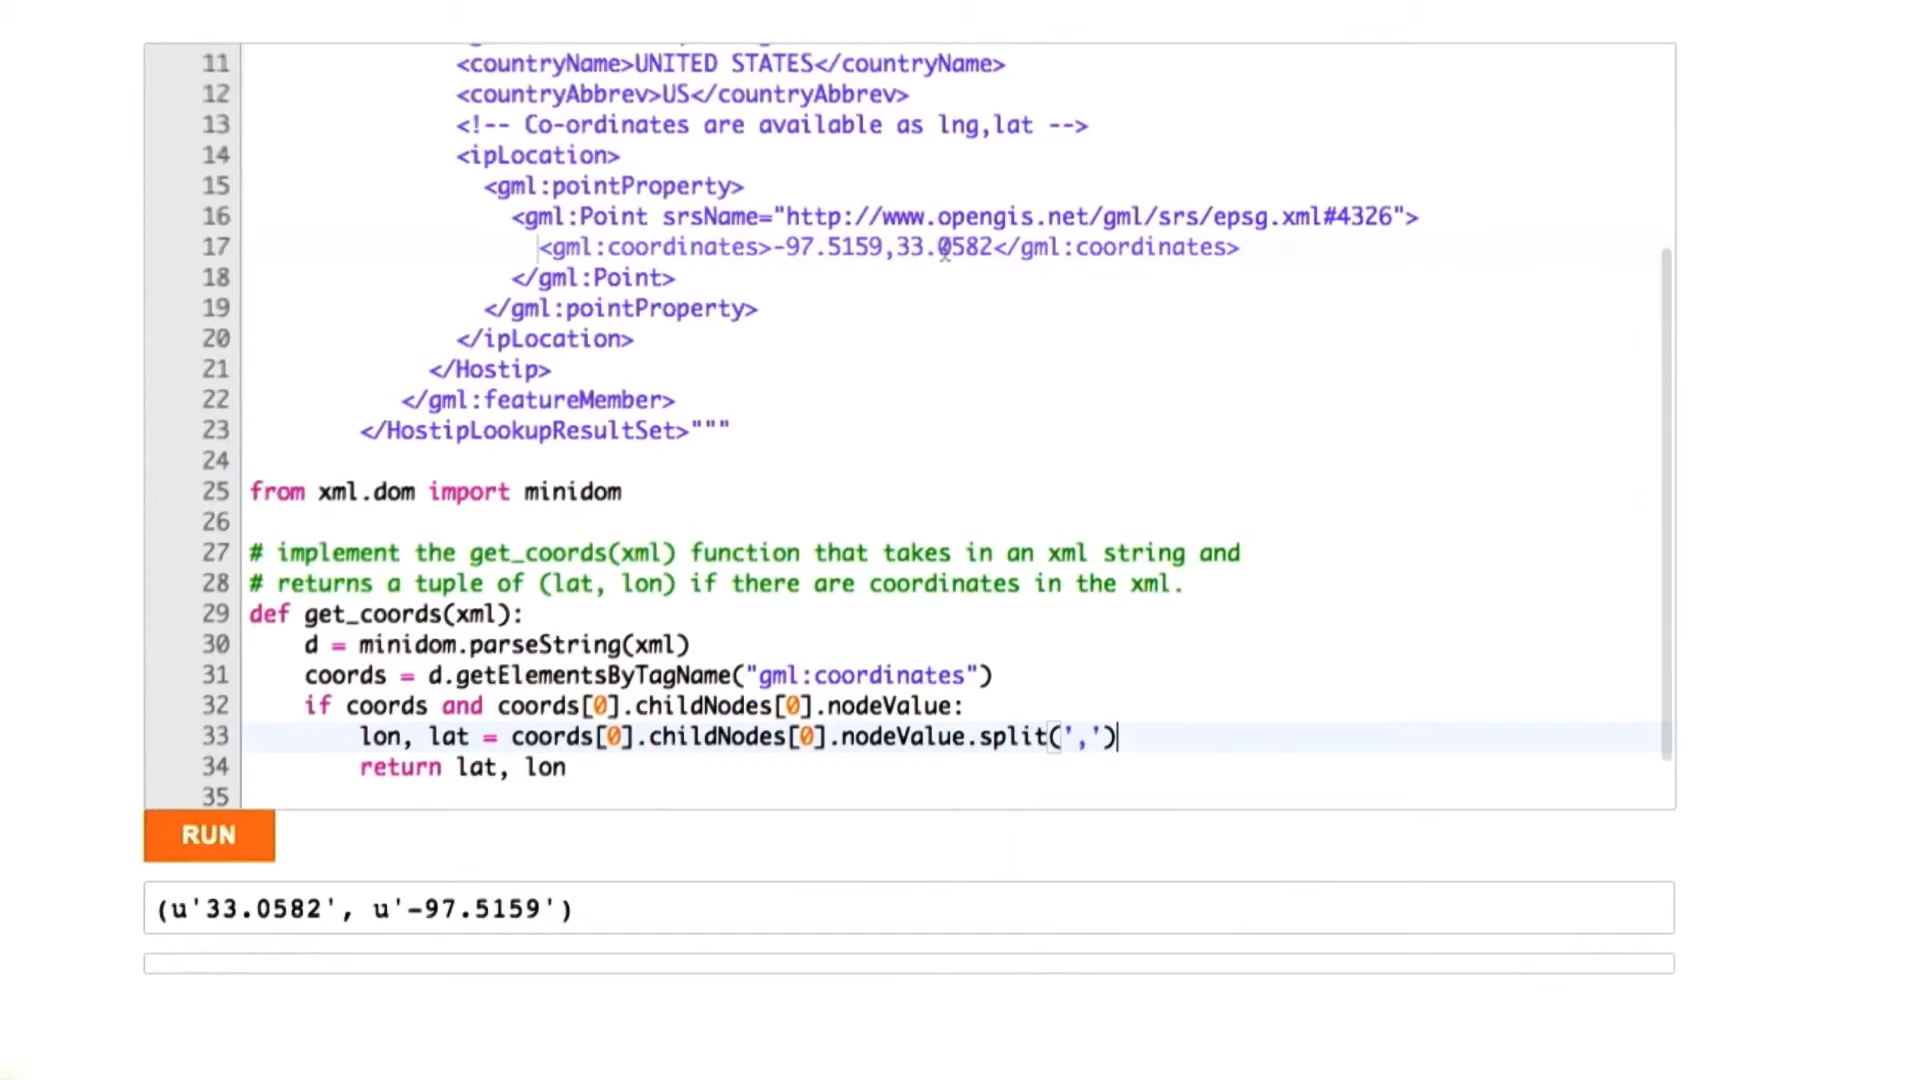 11 <countryName>UNITED STATES</countryName>
12 <countryAbbrev>US</countryAbbrev>
13 <!-- Co-ordinates are available as lng,lat -->
14 <ipLocation>
15 <gml:pointProperty>
16 <gml:Point srsName="http://www.opengis.net/gml/srs/epsg.xml#4326">
17 <gml:coordinates>-97.5159,33.0582</gml:coordinates>
18 </gml:Point>
19 </gml:pointProperty>
20 </ipLocation>
21 </Hostip>
22 </gml:featureMember>
23 </HostipLookupResultSet>"""
24
25 from xml.dom import minidom
26
27 # implement the get_coords(xml) function that takes in an xml string and
28 # returns a tuple of (lat, lon) if there are coordinates in the xml.
29 def get_coords(xml):
30 d = minidom.parseString(xml)
31 coords = d.getElementsByTagName("gml:coordinates")
32 if coords and coords[0].childNodes[0].nodeValue:
33 lon, lat = coords[0].childNodes[0].nodeValue.split(',')
34 return lat, lon
35
RUN
(u'33.0582', u'-97.5159')